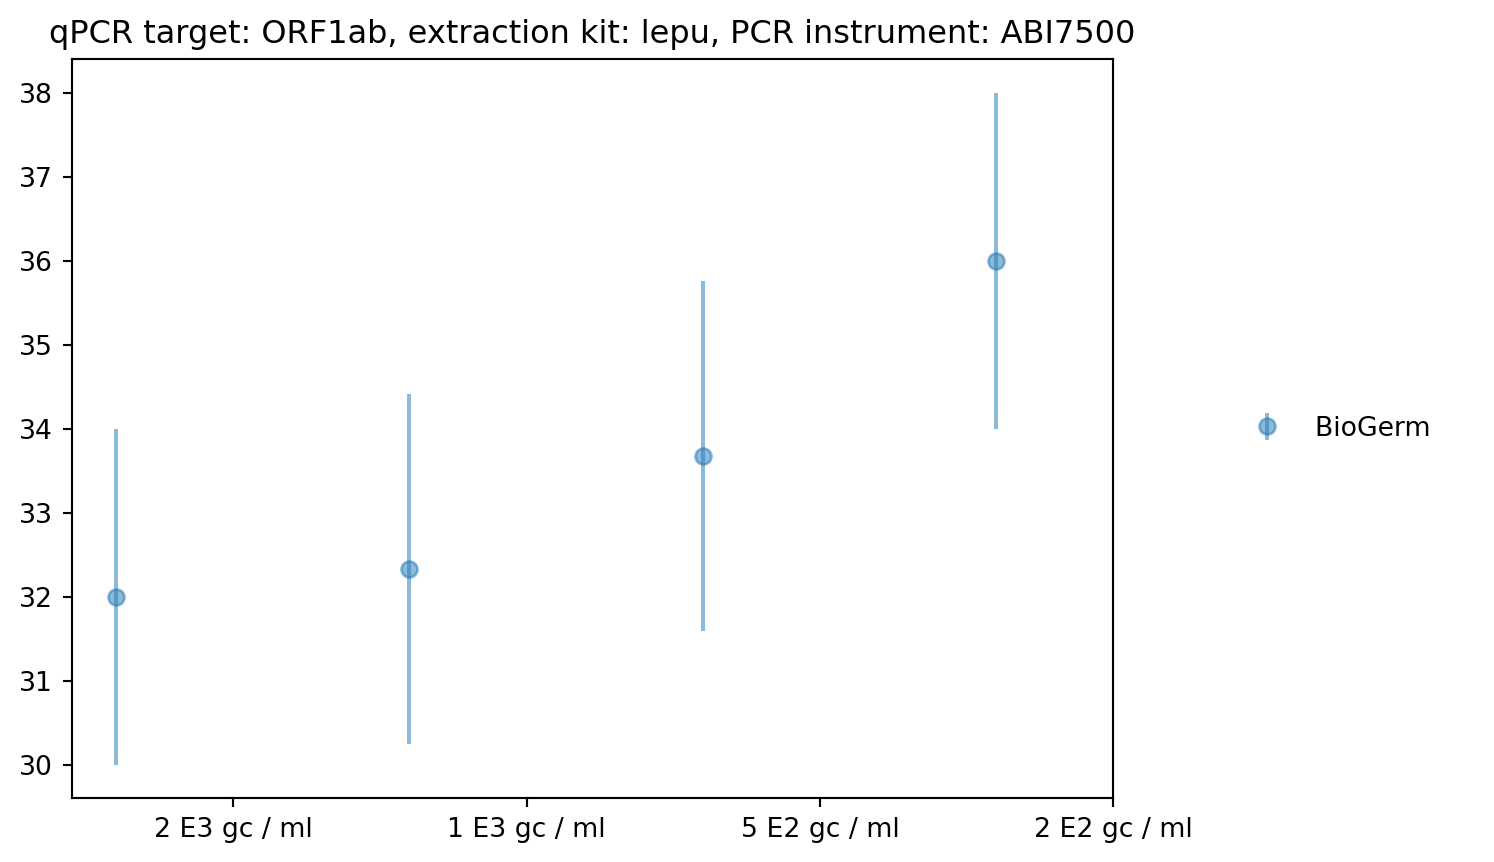 qPCR target: ORF1ab, extraction kit: lepu, PCR instrument: ABI7500
38
37
36
35
34
33
32
31
30
2 E3 gc / ml
1 E3 gc / ml
5 E2 gc / ml
2 E2 gc / ml
BioGerm